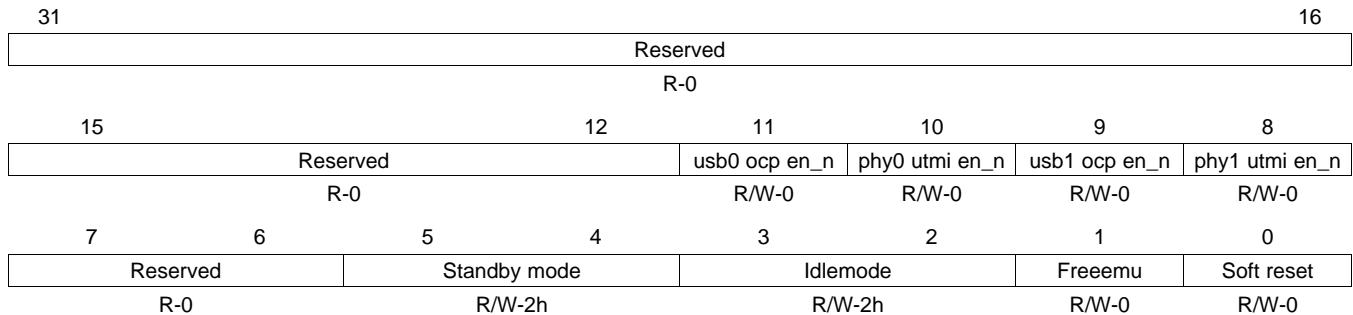 31 16
Reserved
R-0
15 12 11 10 9 8
Reserved usb0 ocp en_n phy0 utmi en_n usb1 ocp en_n phy1 utmi en_n
R-0 R/W-0 R/W-0 R/W-0 R/W-0
7 6 5 4 3 2 1 0
Reserved Standby mode Idlemode Freeemu Soft reset
R-0 R/W-2h R/W-2h R/W-0 R/W-0